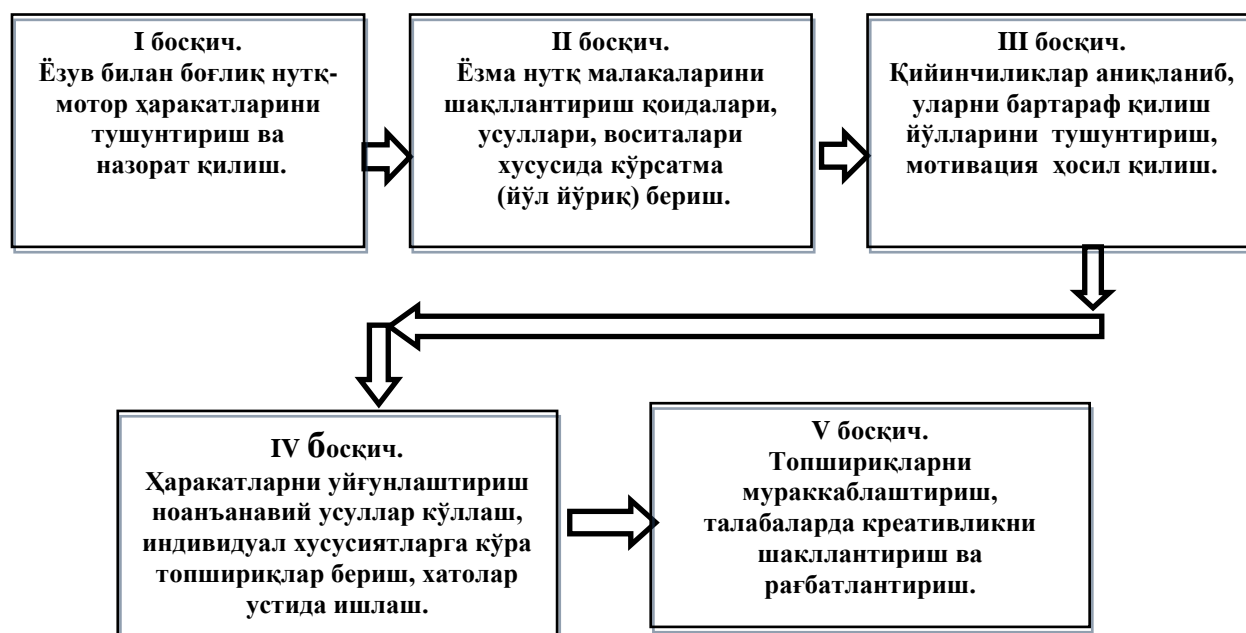 I босқич.
Ёзув билан боғлиқ нутқ-
мотор ҳаракатларини
тушунтириш ва
назорат қилиш.
II босқич.
Ёзма нутқ малакаларини
шақллантириш қоидалари,
усуллари, воситалари
хусусида кўрсатма
(йўл йўриқ) бериш.
III босқич.
Қийинчиликлар аниқланиб,
уларни бартараф қилиш
йўлларини тушунтириш,
мотивация ҳосил қилиш.
IV босқич.
Ҳаракатларни уйғунлаштириш
ноанъанавий усуллар кўллаш,
индивидуал хусусиятларга кўра
топшириқлар бериш, хатолар
устида ишлаш.
V босқич.
Топшириқларни
мураккаблаштириш,
талабаларда креативликни
шакллантириш ва
рағбатлантириш.